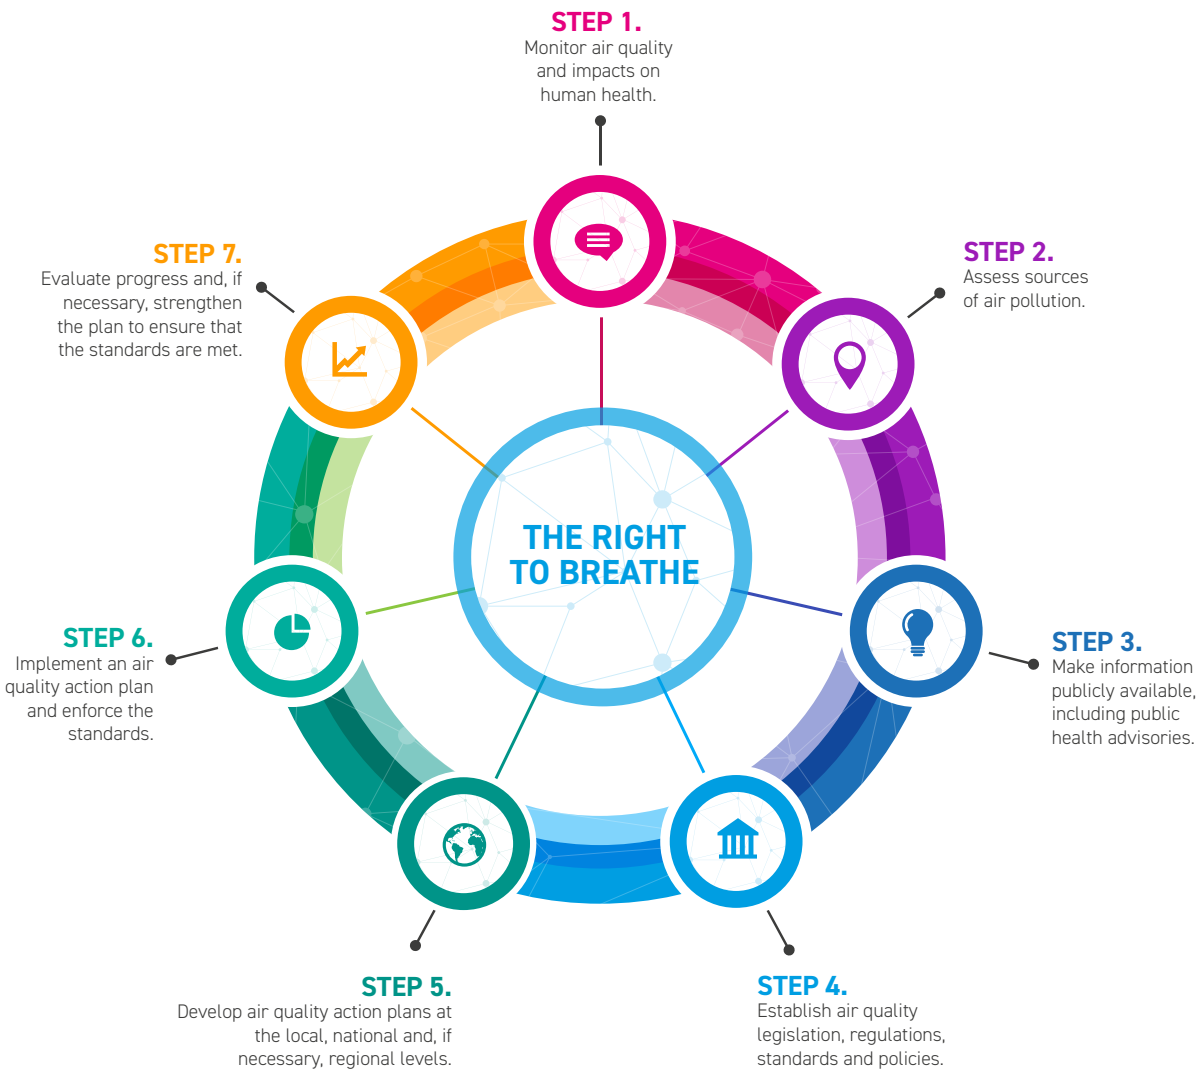 STEP 1.
Monitor air quality
and impacts on
human health.
STEP 2.
Assess sources
of air pollution.
STEP 3.
Make information
publicly available,
including public
health advisories.
STEP 4.
Establish air quality
legislation, regulations,
standards and policies.
STEP 5.
Develop air quality action plans at
the local, national and, if
necessary, regional levels.
STEP 6.
Implement an air
quality action plan
and enforce the
standards.
STEP 7.
Evaluate progress and, if
necessary, strengthen
the plan to ensure that
the standards are met.
THE RIGHT
TO BREATHE